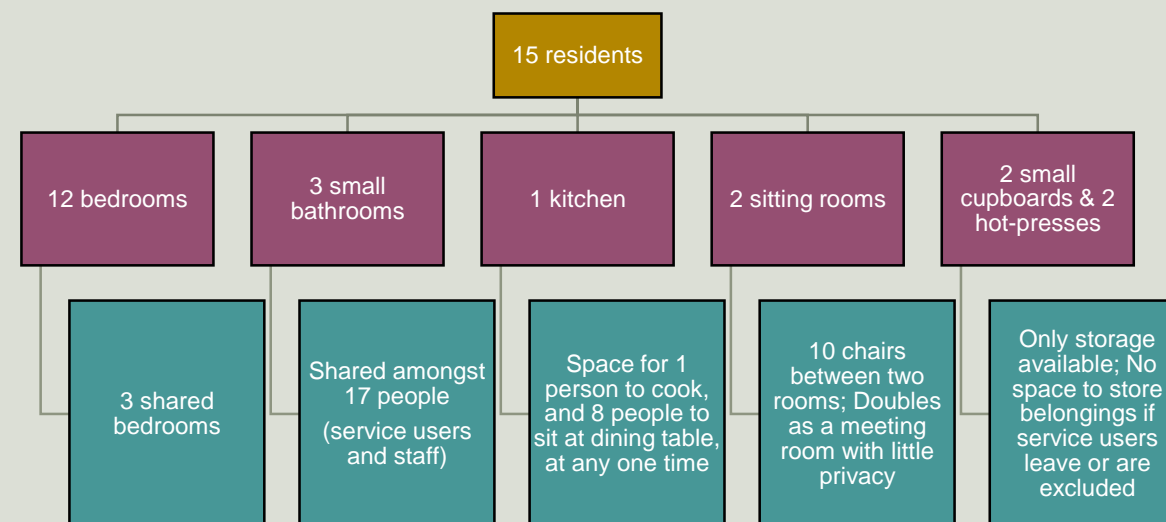 15 residents
12 bedrooms
3 small
bathrooms
1 kitchen
2 sitting rooms
2 small
cupboards & 2
hot-presses
3 shared
bedrooms
Shared amongst
17 people
(service users
and staff)
Space for 1
person to cook,
and 8 people to
sit at dining table,
at any one time
10 chairs
between two
rooms; Doubles
as a meeting
room with little
privacy
Only storage
available; No
space to store
belongings if
service users
leave or are
excluded